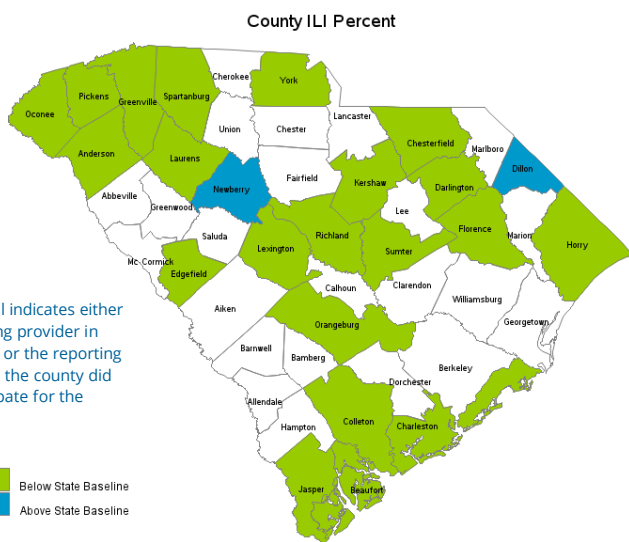 County ILI Percent
Cherokee
York
Pickens
Spartanburg
Greenville
Oconee
Lancaster
Union
Chester
Chesterfield
Marlboro
Anderson
Laurens
Dillon
Newberry
Fairfield
Kershaw
Darlington
Abbeville
Greenwood
Lee
Florence
Marion
Saluda
Richland
Horry
Lexington
Sumter
Mc Cormick
Edgefield
Calhoun
Clarendon
Williamsburg
Aiken
Georgetown
Orangeburg
Barnwell
Bamberg
Berkeley
Dorchester
Allendale
Colleton
Charleston
Hampton
Jasper
Beaufort
l indicates either
ng provider in
or the reporting
the county did
pate for the
Below State Baseline
Above State Baseline